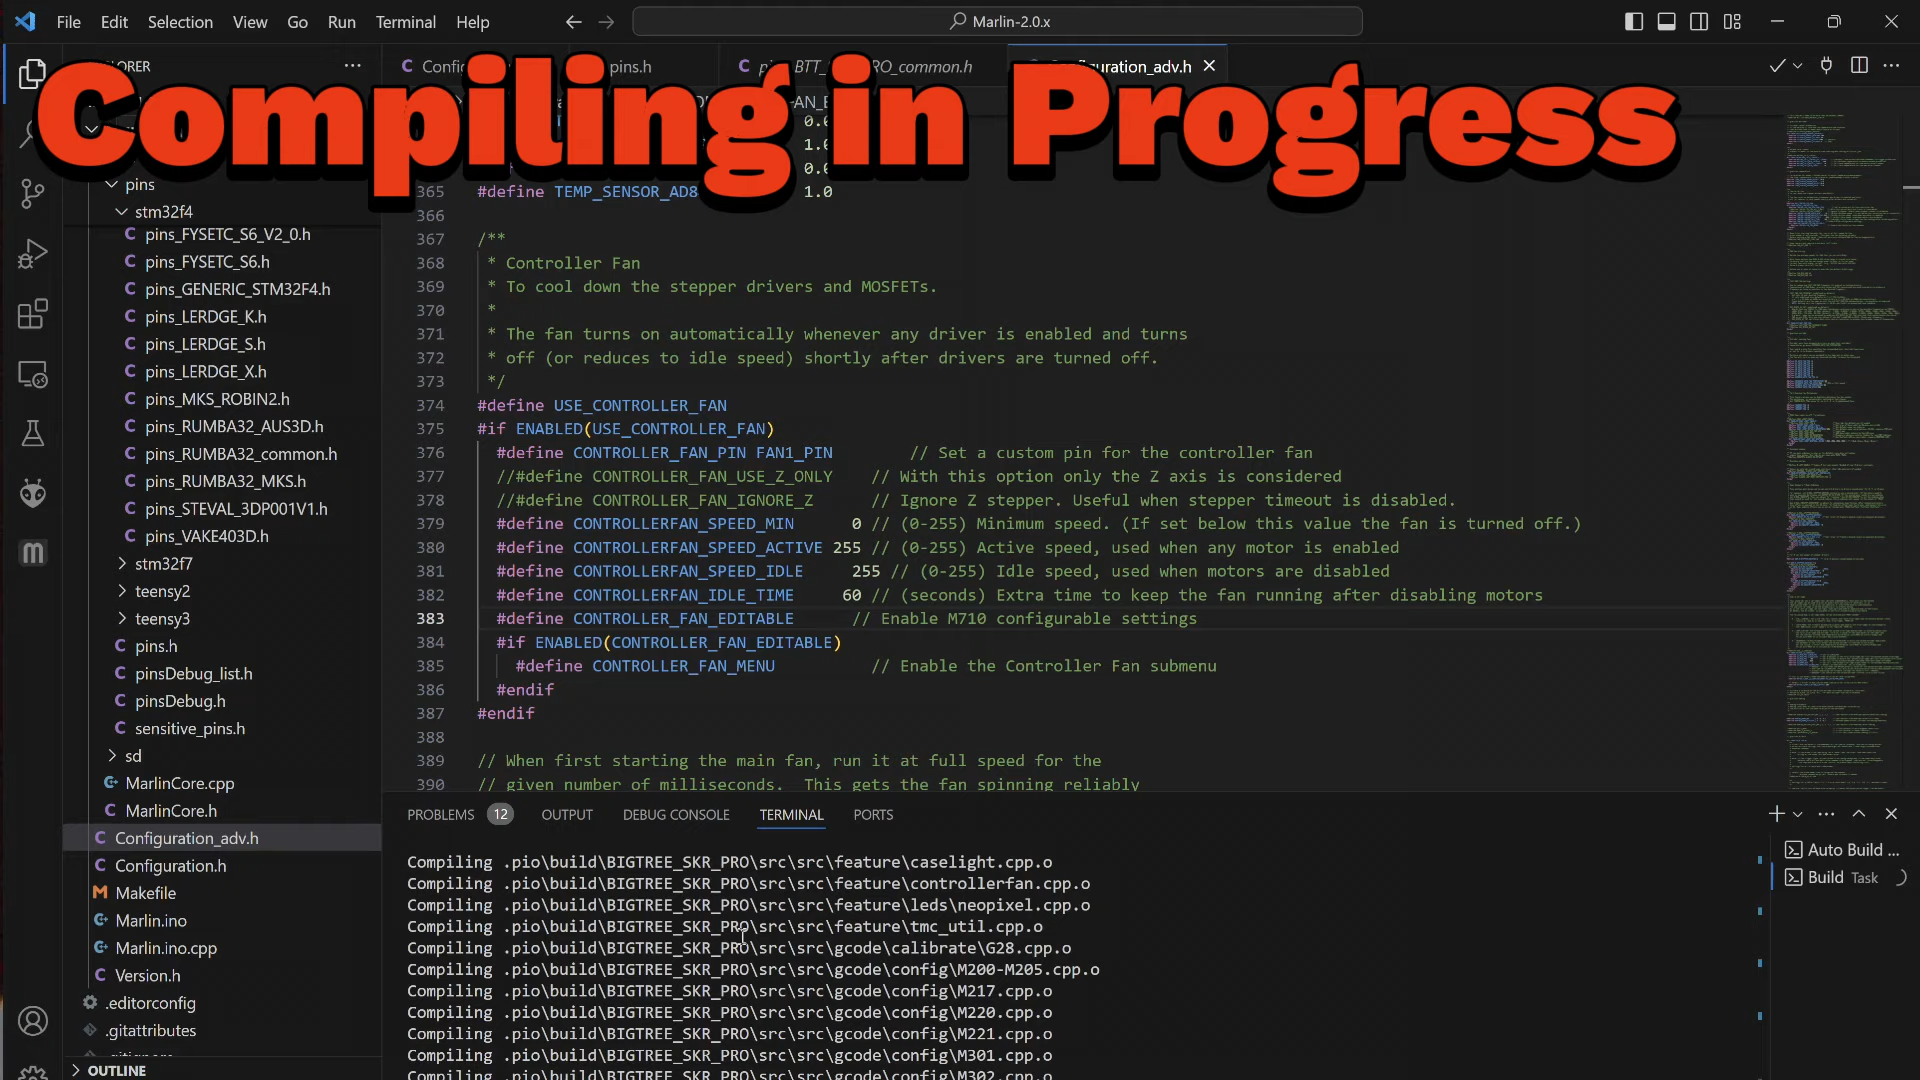 File Edit Selection View Go Run Terminal Help
Marlin-2.0.x
Compiling in Progress
pins.h
_common.h
_adv.h
pins
stm32f4
pins_FYSETC_S6_V2_0.h
pins_FYSETC_S6.h
pins_GENERIC_STM32F4.h
pins_LERDGE_K.h
pins_LERDGE_S.h
pins_LERDGE_X.h
pins_MKS_ROBIN2.h
pins_RUMBA32_AUS3D.h
pins_RUMBA32_common.h
pins_RUMBA32_MKS.h
pins_STEVAL_3DP001V1.h
pins_VAKE403D.h
stm32f7
teensy2
teensy3
pins.h
pinsDebug_list.h
pinsDebug.h
sensitive_pins.h
sd
MarlinCore.cpp
MarlinCore.h
Configuration_adv.h
Configuration.h
Makefile
Marlin.ino
Marlin.ino.cpp
Version.h
.editorconfig
.gitattributes
OUTLINE
365 #define TEMP_SENSOR_AD8 1.0
366
367 /**
368 * Controller Fan
369 * To cool down the stepper drivers and MOSFETs.
370 *
371 * The fan turns on automatically whenever any driver is enabled and turns
372 * off (or reduces to idle speed) shortly after drivers are turned off.
373 */
374 #define USE_CONTROLLER_FAN
375 #if ENABLED(USE_CONTROLLER_FAN)
376 #define CONTROLLER_FAN_PIN FAN1_PIN // Set a custom pin for the controller fan
377 //#define CONTROLLER_FAN_USE_Z_ONLY // With this option only the Z axis is considered
378 //#define CONTROLLER_FAN_IGNORE_Z // Ignore Z stepper. Useful when stepper timeout is disabled.
379 #define CONTROLLERFAN_SPEED_MIN 0 // (0-255) Minimum speed. (If set below this value the fan is turned off.)
380 #define CONTROLLERFAN_SPEED_ACTIVE 255 // (0-255) Active speed, used when any motor is enabled
381 #define CONTROLLERFAN_SPEED_IDLE 255 // (0-255) Idle speed, used when motors are disabled
382 #define CONTROLLERFAN_IDLE_TIME 60 // (seconds) Extra time to keep the fan running after disabling motors
383 #define CONTROLLER_FAN_EDITABLE // Enable M710 configurable settings
384 #if ENABLED(CONTROLLER_FAN_EDITABLE)
385 #define CONTROLLER_FAN_MENU // Enable the Controller Fan submenu
386 #endif
387 #endif
388
389 // When first starting the main fan, run it at full speed for the
390 // given number of milliseconds. This gets the fan spinning reliably
PROBLEMS 12 OUTPUT DEBUG CONSOLE TERMINAL PORTS
Compiling .pio\build\BIGTREE_SKR_PRO\src\src\feature\caselight.cpp.o
Compiling .pio\build\BIGTREE_SKR_PRO\src\src\feature\controllerfan.cpp.o
Compiling .pio\build\BIGTREE_SKR_PRO\src\src\feature\leds\neopixel.cpp.o
Compiling .pio\build\BIGTREE_SKR_PRO\src\src\feature\tmc_util.cpp.o
Compiling .pio\build\BIGTREE_SKR_PRO\src\src\gcode\calibrate\G28.cpp.o
Compiling .pio\build\BIGTREE_SKR_PRO\src\src\gcode\config\M200-M205.cpp.o
Compiling .pio\build\BIGTREE_SKR_PRO\src\src\gcode\config\M217.cpp.o
Compiling .pio\build\BIGTREE_SKR_PRO\src\src\gcode\config\M220.cpp.o
Compiling .pio\build\BIGTREE_SKR_PRO\src\src\gcode\config\M221.cpp.o
Compiling .pio\build\BIGTREE_SKR_PRO\src\src\gcode\config\M301.cpp.o
Compiling .pio\build\BIGTREE_SKR_PRO\src\src\gcode\config\M302.cpp.o
Auto Build ...
Build Task